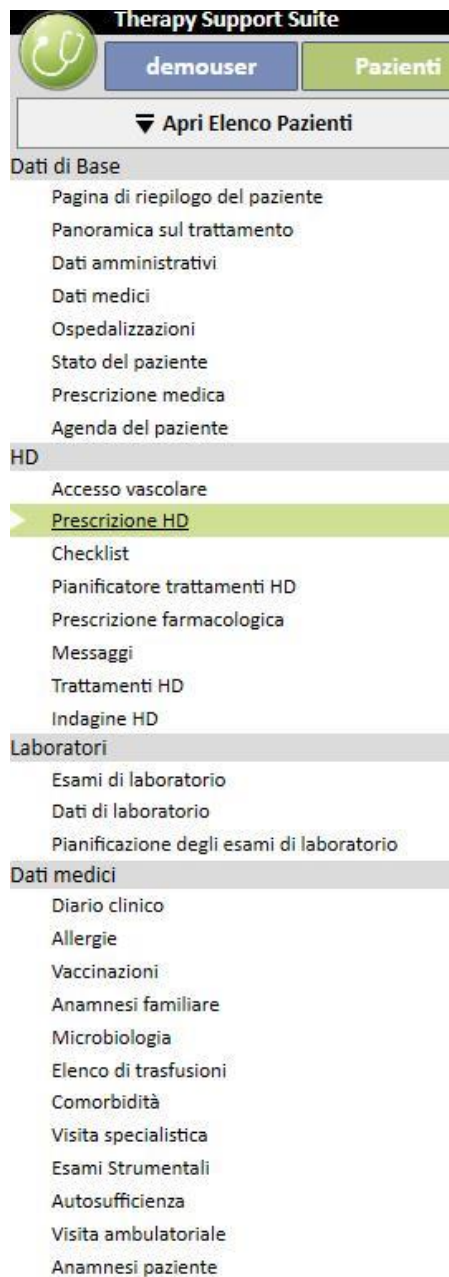 Therapy Support Suite
demouser
Pazienti
Apri Elenco Pazienti
Dati di Base
Pagina di riepilogo del paziente
Panoramica sul trattamento
Dati amministrativi
Dati medici
Ospedalizzazioni
Stato del paziente
Prescrizione medica
Agenda del paziente
HD
Accesso vascolare
Prescrizione HD
Checklist
Pianificatore trattamenti HD
Prescrizione farmacologica
Messaggi
Trattamenti HD
Indagine HD
Laboratori
Esami di laboratorio
Dati di laboratorio
Pianificazione degli esami di laboratorio
Dati medici
Diario clinico
Allergie
Vaccinazioni
Anamnesi familiare
Microbiologia
Elenco di trasfusioni
Comorbidità
Visita specialistica
Esami Strumentali
Autosufficienza
Visita ambulatoriale
Anamnesi paziente